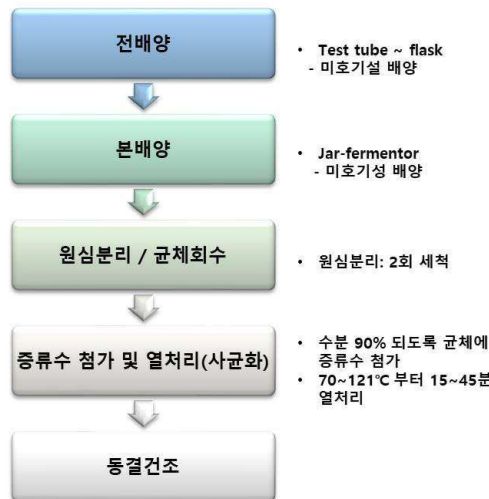 전배양
• Test tube ~ flask
- 미호기설 배양
본배양
• Jar-fermentor
- 미호기성 배양
원심분리 / 균체회수
• 원심분리: 2회 세척
증류수 첨가 및 열처리(사균화)
• 수분 90% 되도록 균체에
증류수 첨가
• 70~121℃ 부터 15~45분
열처리
동결건조